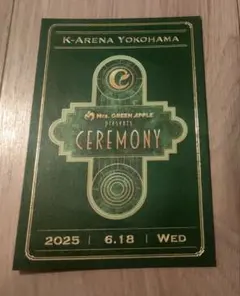 K-Arena Yokohama
Mrs. GREEN APPLE
presents
CEREMONY
2025 | 6.18 | Wed